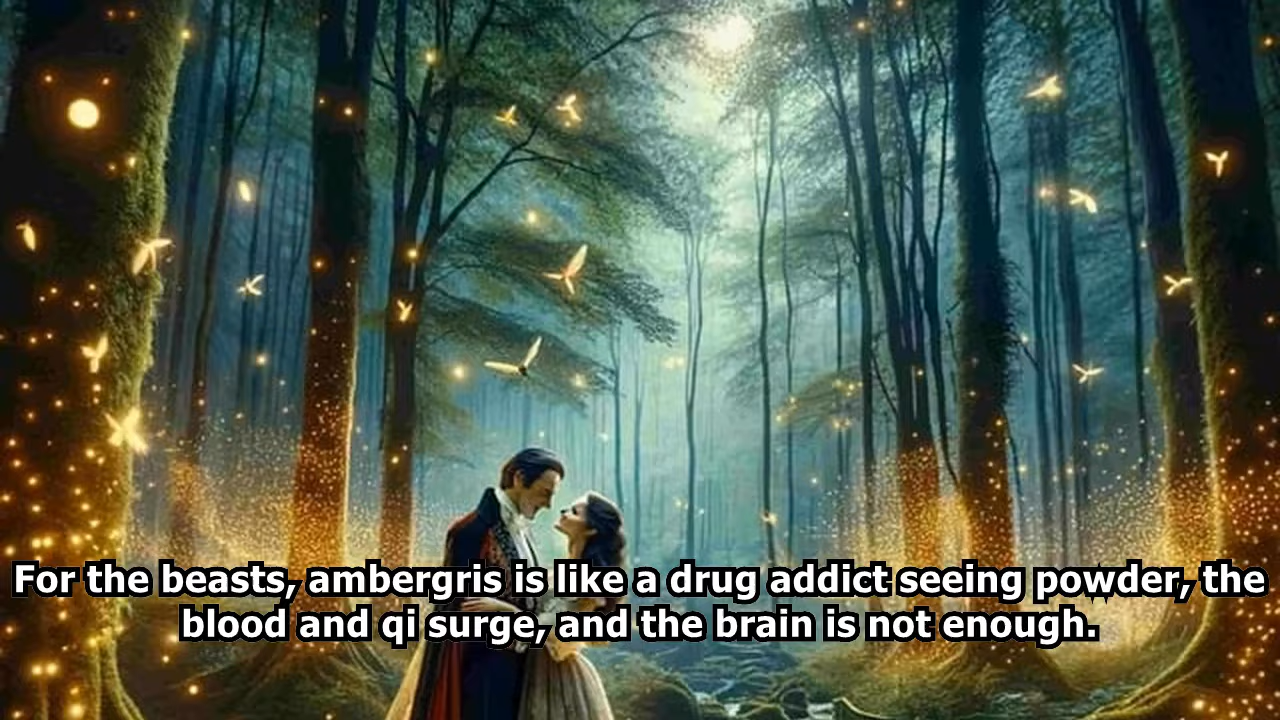 For the beasts, ambergris is like a drug addict seeing powder, the
blood and qi surge, and the brain is not enough.